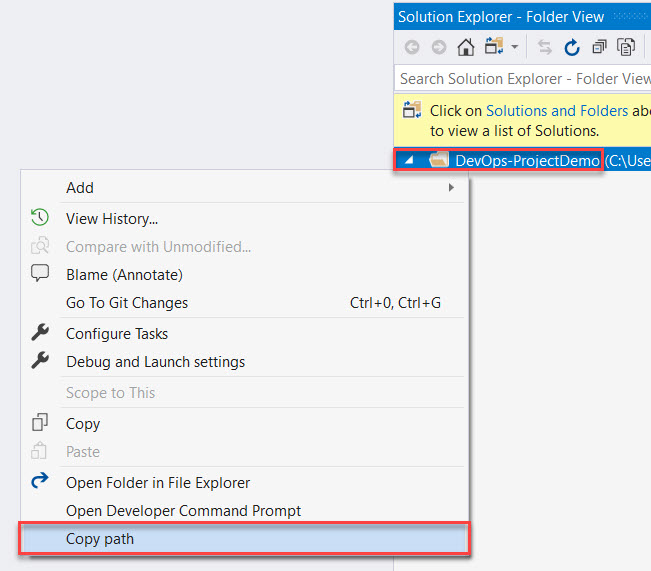 Solution Explorer - Folder View
Search Solution Explorer - Folder View
Click on Solutions and Folders
to view a list of Solutions.
DevOps-ProjectDemo (C:\Use
Add
View History...
Compare with Unmodified...
Blame (Annotate)
Go To Git Changes Ctrl+0, Ctrl+G
Configure Tasks
Debug and Launch settings
Scope to This
Copy
Paste
Open Folder in File Explorer
Open Developer Command Prompt
Copy path